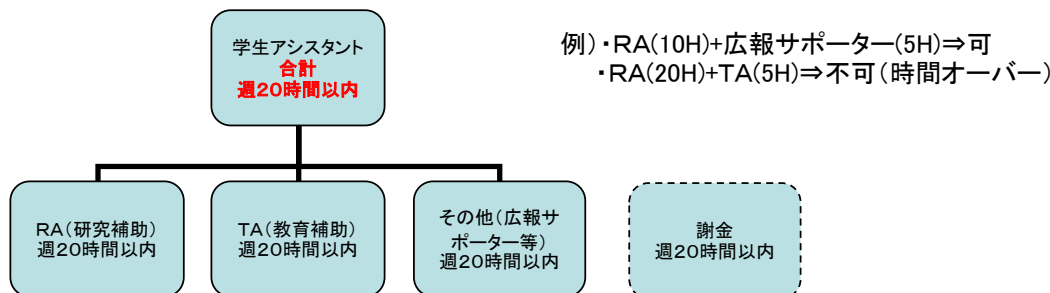 学生アシスタント
合計
週20時間以内
例)・RA(10H)+広報サポーター(5H)⇒可
・RA(20H)+TA(5H)⇒不可(時間オーバー)
RA(研究補助)
週20時間以内
TA(教育補助)
週20時間以内
その他(広報サ
ポーター等)
週20時間以内
謝金
週20時間以内